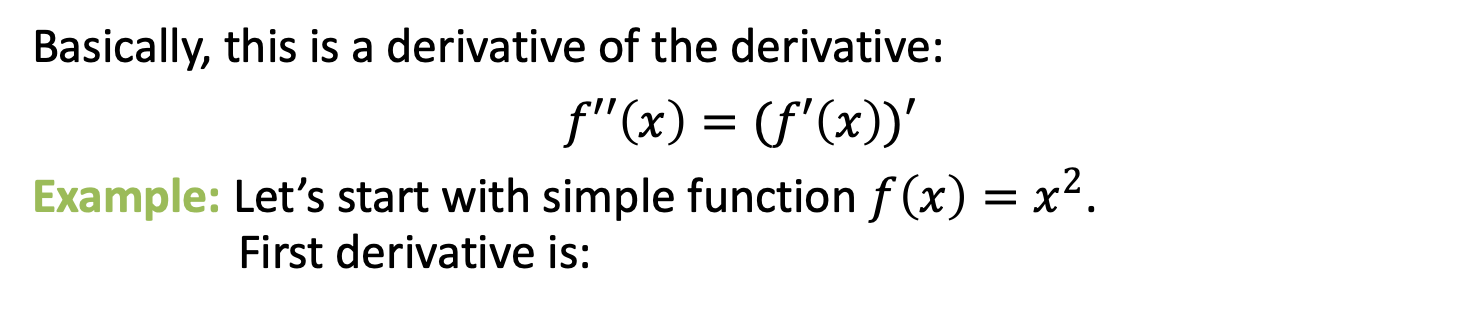 Basically, this is a derivative of the derivative:
f''(x) = (f'(x))'
Example: Let’s start with simple function f(x) = x².
First derivative is: